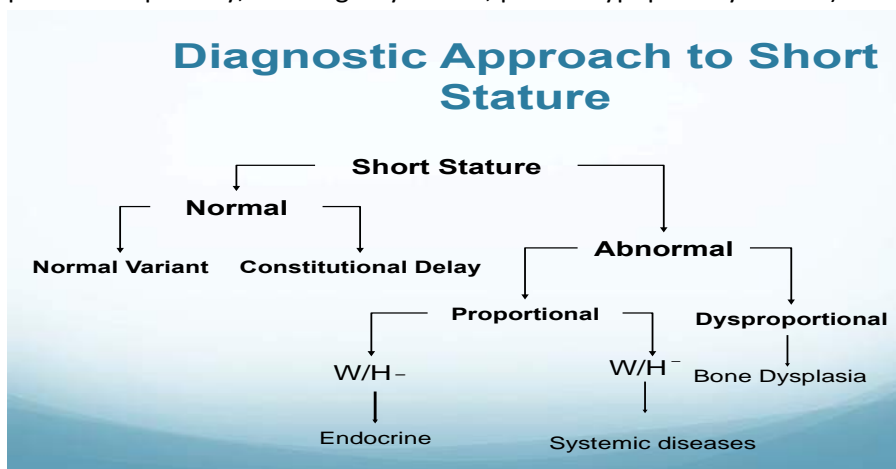 Diagnostic Approach to Short
Stature
Short Stature
Normal
Abnormal
Normal Variant
Constitutional Delay
Proportional
Dysproportional
W/H –
W/H –
Bone Dysplasia
Endocrine
Systemic diseases